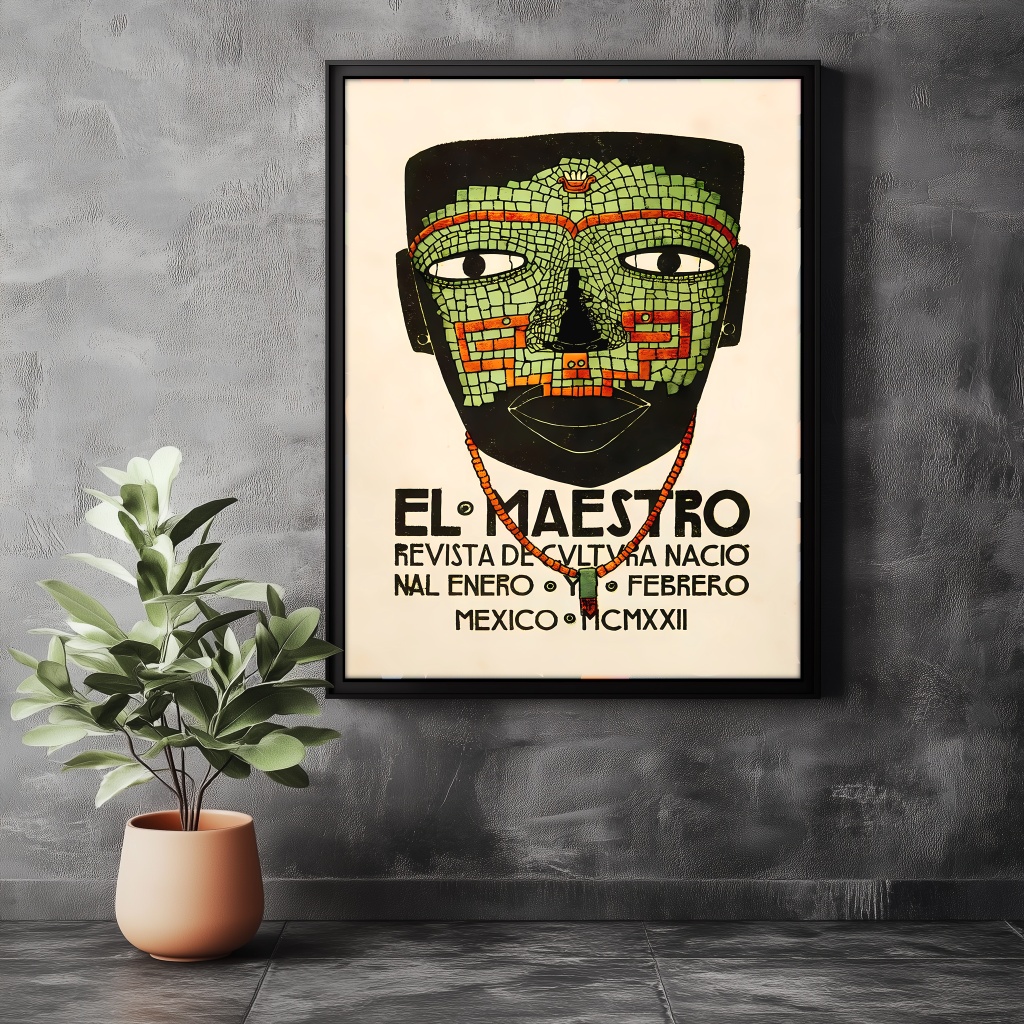 EL · MAESTRO
REVISTA DE CVLTVRA NACIO
NAL ENERO · Y · FEBRERO
MEXICO · MCMXXII